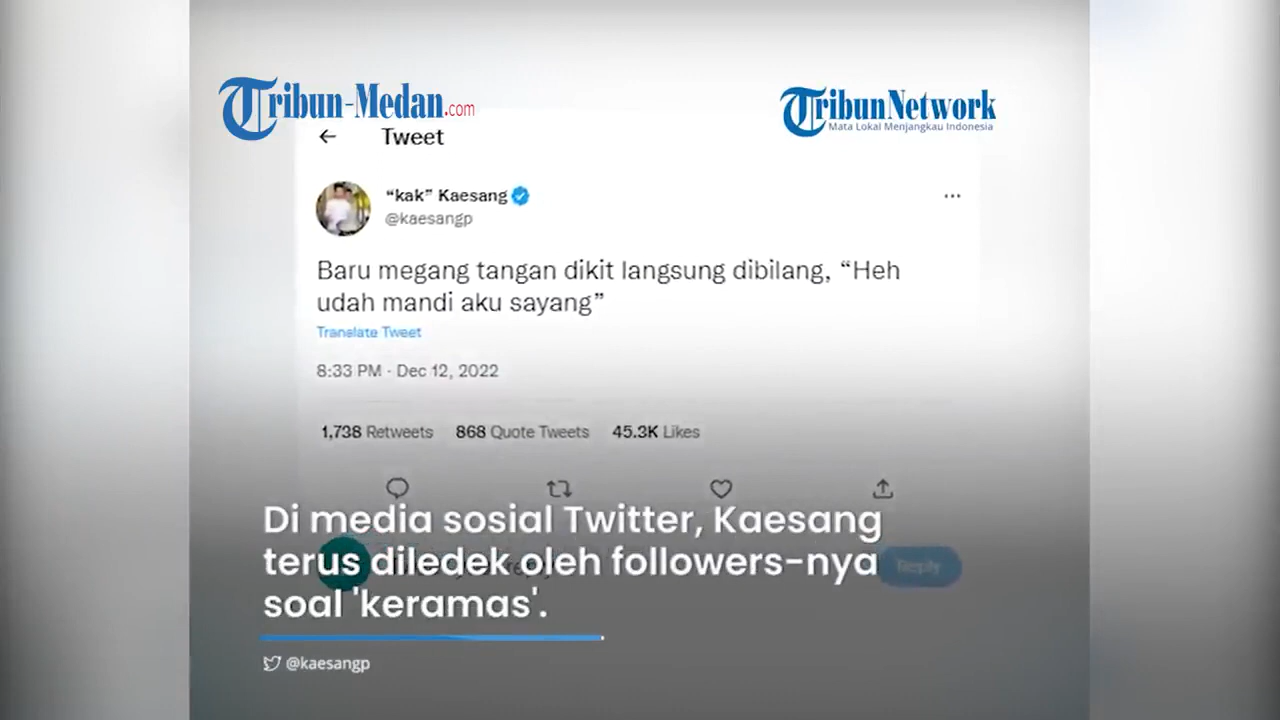 Tribun-Medan.com
TribunNetwork
Mata Lokal Menjangkau Indonesia
Tweet
“kak” Kaesang
@kaesangp
Baru megang tangan dikit langsung dibilang, “Heh
udah mandi aku sayang”
Translate Tweet
8:33 PM · Dec 12, 2022
1,738 Retweets 868 Quote Tweets 45.3K Likes
Di media sosial Twitter, Kaesang
terus diledek oleh followers-nya
soal 'keramas'.
Reply
@kaesangp